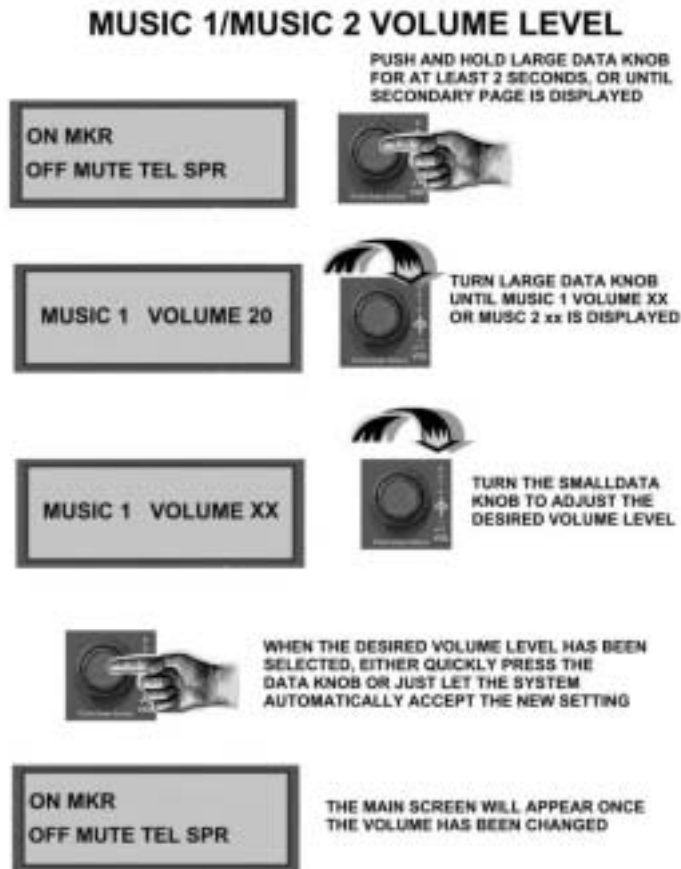 MUSIC 1/MUSIC 2 VOLUME LEVEL
PUSH AND HOLD LARGE DATA KNOB
FOR AT LEAST 2 SECONDS, OR UNTIL
SECONDARY PAGE IS DISPLAYED
ON MKR
OFF MUTE TEL SPR
MUSIC 1 VOLUME 20
TURN LARGE DATA KNOB
UNTIL MUSIC 1 VOLUME XX
OR MUSC 2 xx IS DISPLAYED
MUSIC 1 VOLUME XX
TURN THE SMALLDATA
KNOB TO ADJUST THE
DESIRED VOLUME LEVEL
WHEN THE DESIRED VOLUME LEVEL HAS BEEN
SELECTED, EITHER QUICKLY PRESS THE
DATA KNOB OR JUST LET THE SYSTEM
AUTOMATICALLY ACCEPT THE NEW SETTING
ON MKR
OFF MUTE TEL SPR
THE MAIN SCREEN WILL APPEAR ONCE
THE VOLUME HAS BEEN CHANGED